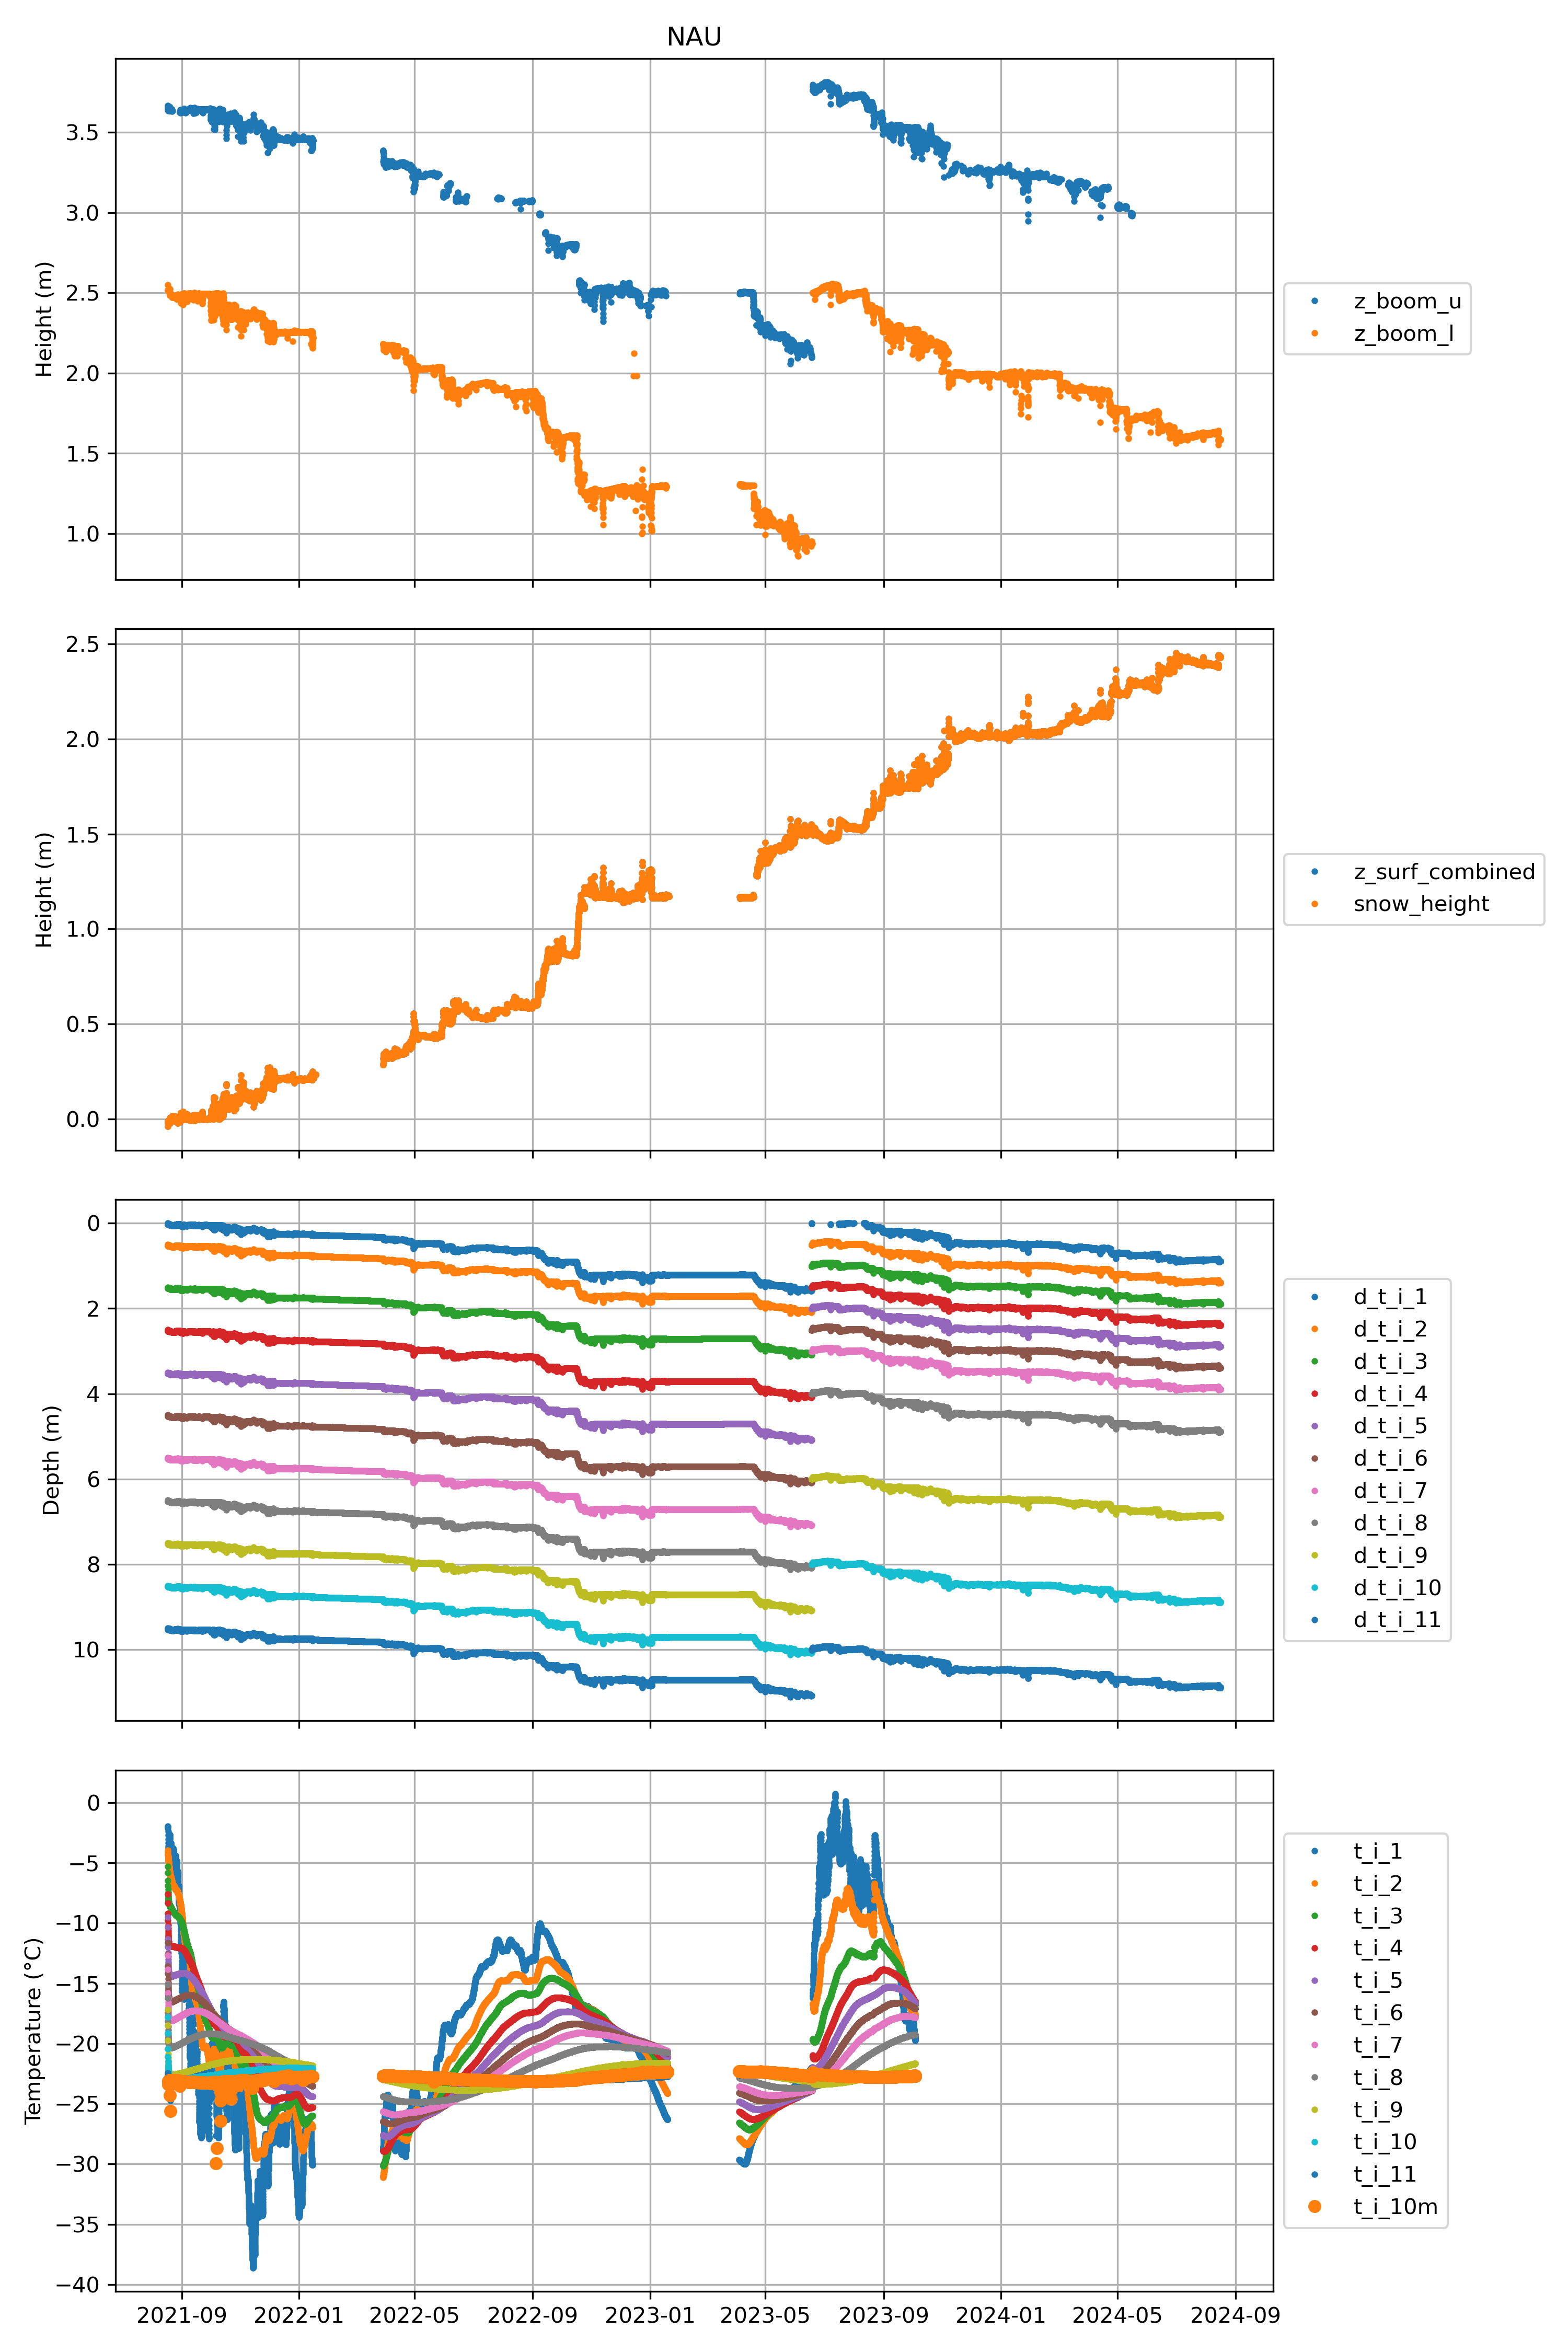 NAU
3.5
3.0
2.5
2.0
1.5
1.0
Height (m)
z_boom_u
z_boom_l
2.5
2.0
1.5
1.0
0.5
0.0
Height (m)
z_surf_combined
snow_height
0
2
4
6
8
10
Depth (m)
d_t_i_1
d_t_i_2
d_t_i_3
d_t_i_4
d_t_i_5
d_t_i_6
d_t_i_7
d_t_i_8
d_t_i_9
d_t_i_10
d_t_i_11
0
−5
−10
−15
−20
−25
−30
−35
−40
Temperature (°C)
t_i_1
t_i_2
t_i_3
t_i_4
t_i_5
t_i_6
t_i_7
t_i_8
t_i_9
t_i_10
t_i_11
t_i_10m
2021-09 2022-01 2022-05 2022-09 2023-01 2023-05 2023-09 2024-01 2024-05 2024-09